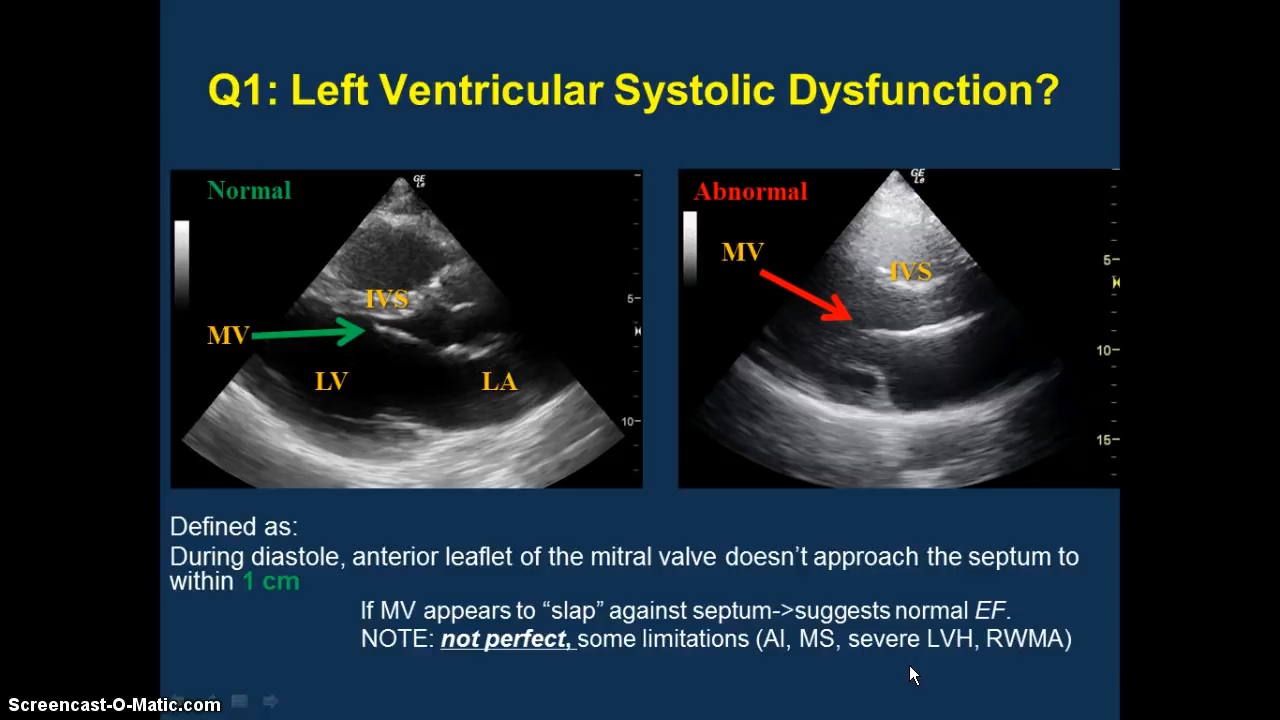 Q1: Left Ventricular Systolic Dysfunction?
Normal
GE
Le
IVS
MV
LV
LA
5
10
Abnormal
GE
Le
MV
IVS
5
10
15
Defined as:
During diastole, anterior leaflet of the mitral valve doesn’t approach the septum to
within 1 cm
If MV appears to “slap” against septum->suggests normal EF.
NOTE: not perfect, some limitations (AI, MS, severe LVH, RWMA)
Screencast-O-Matic.com